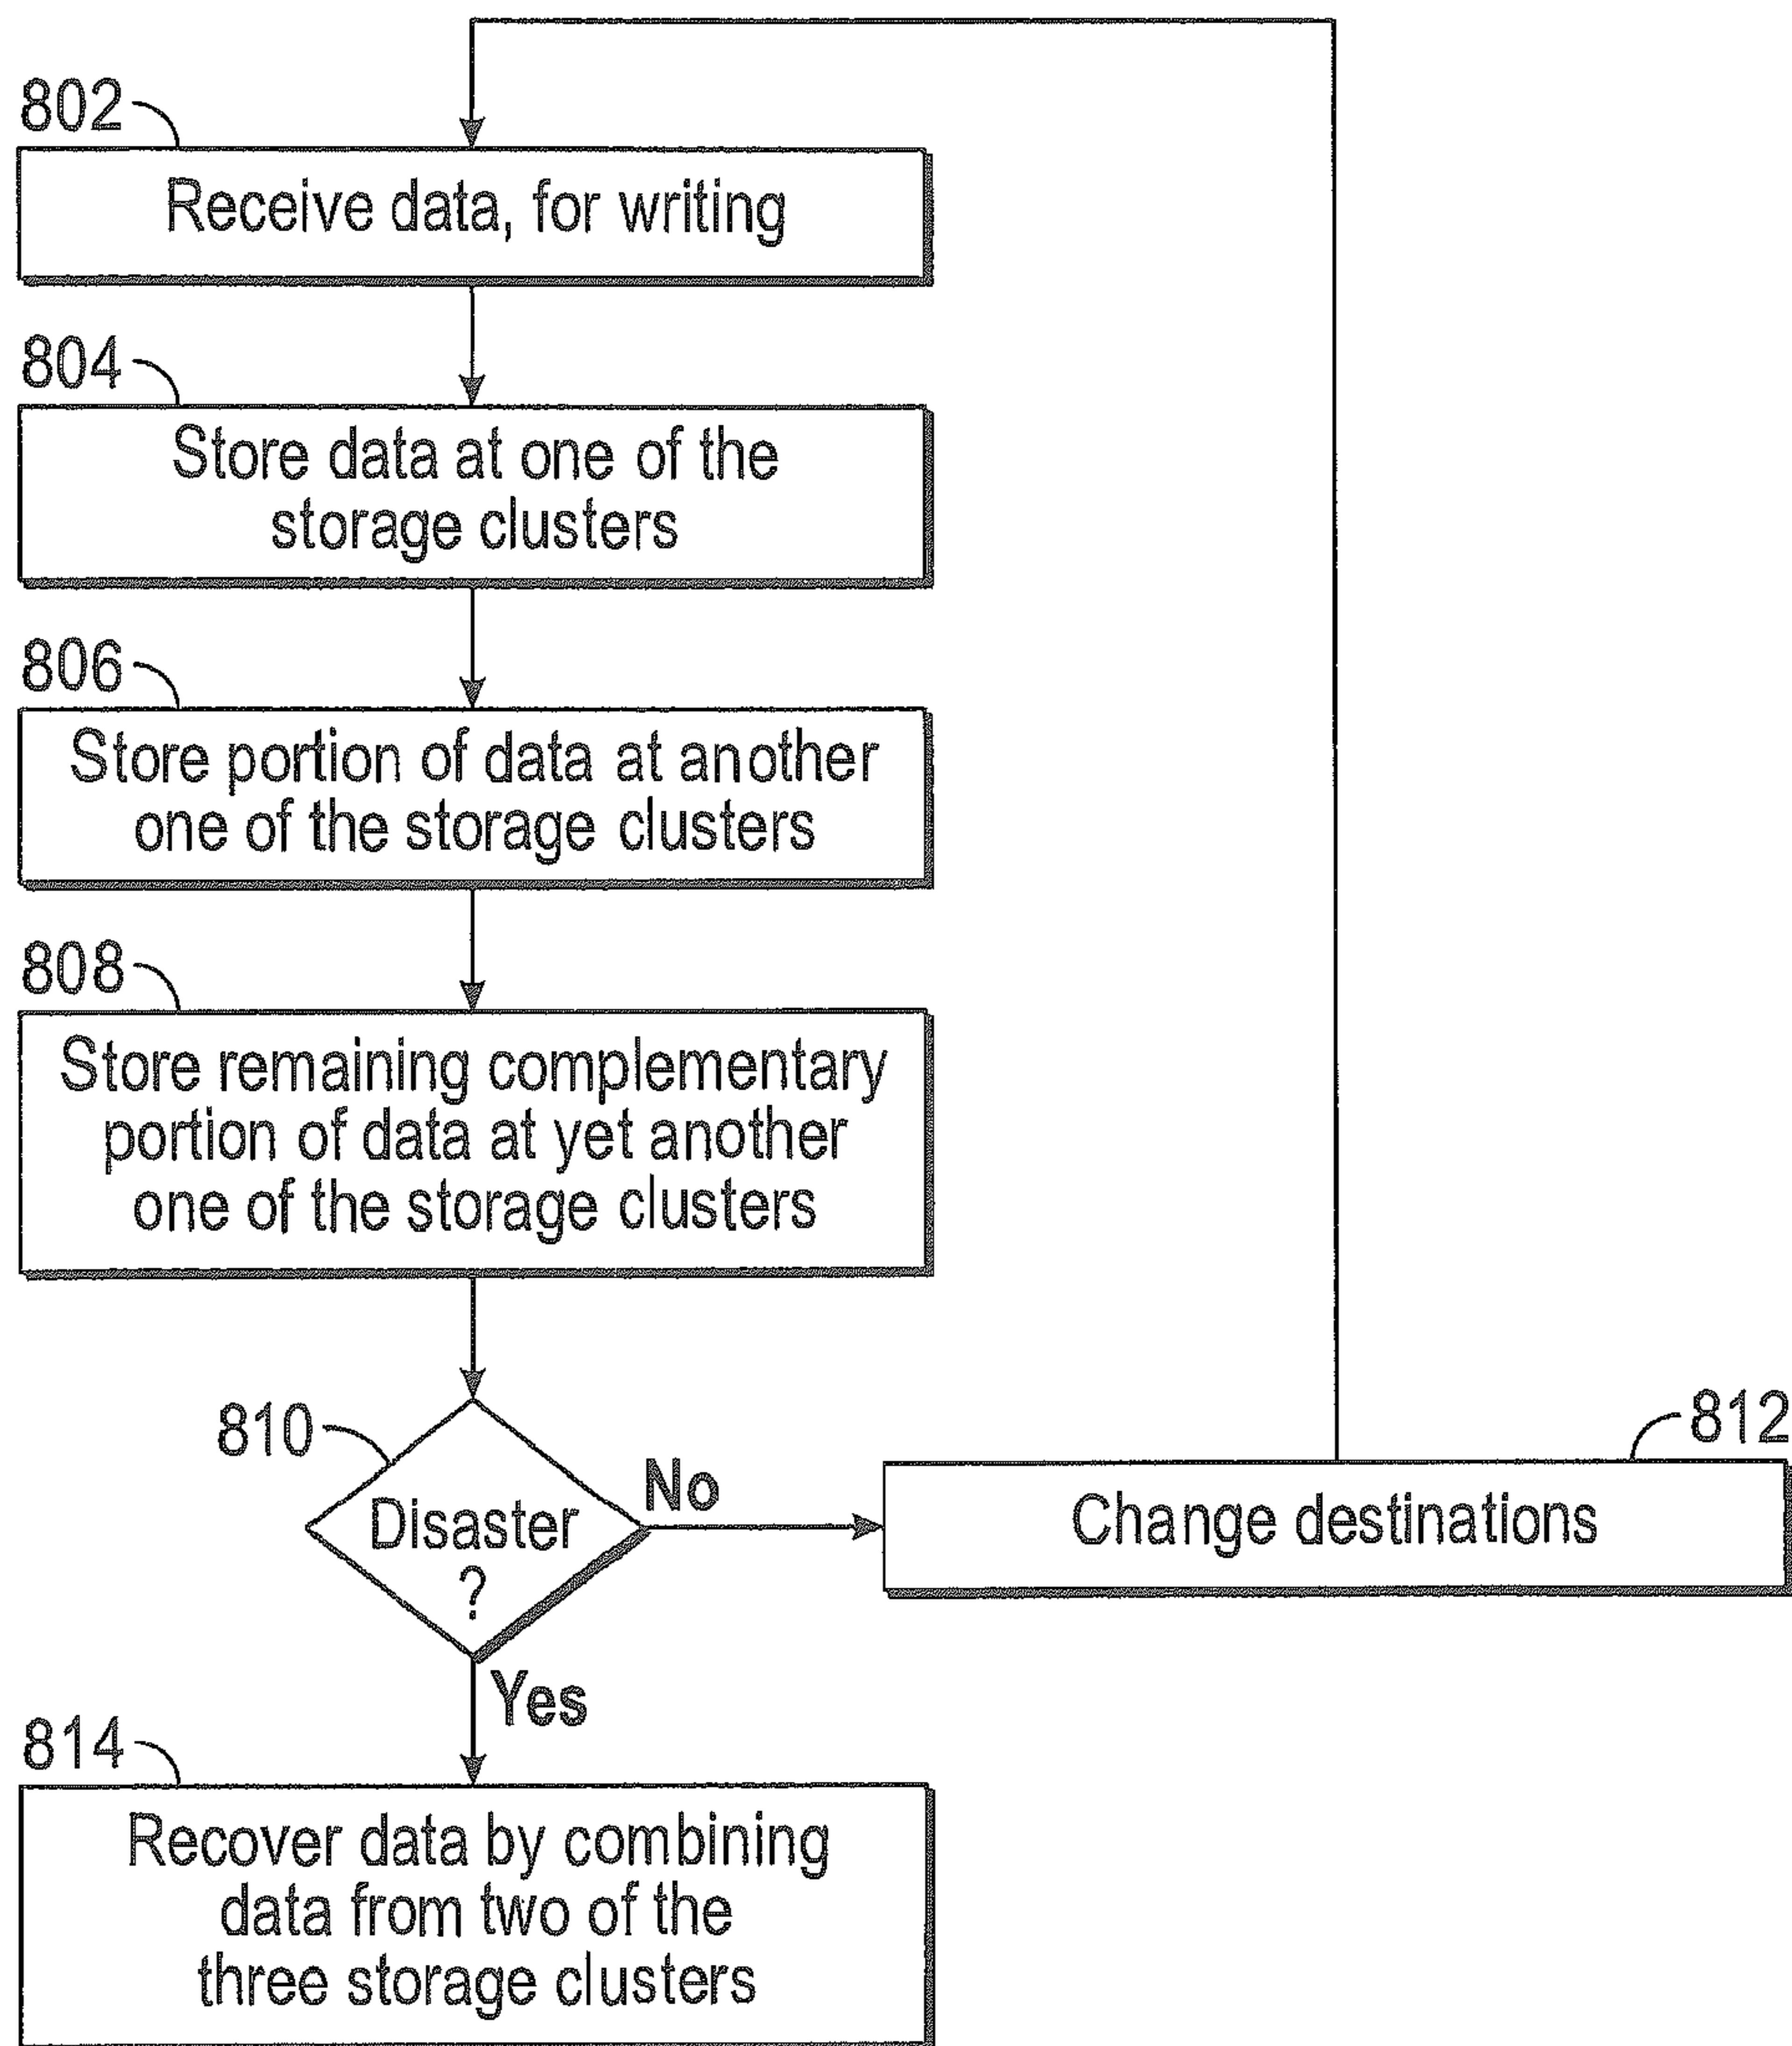 802
Receive data, for writing
804
Store data at one of the
storage clusters
806
Store portion of data at another
one of the storage clusters
808
Store remaining complementary
portion of data at yet another
one of the storage clusters
810
Disaster
?
No
812
Change destinations
Yes
814
Recover data by combining
data from two of the
three storage clusters